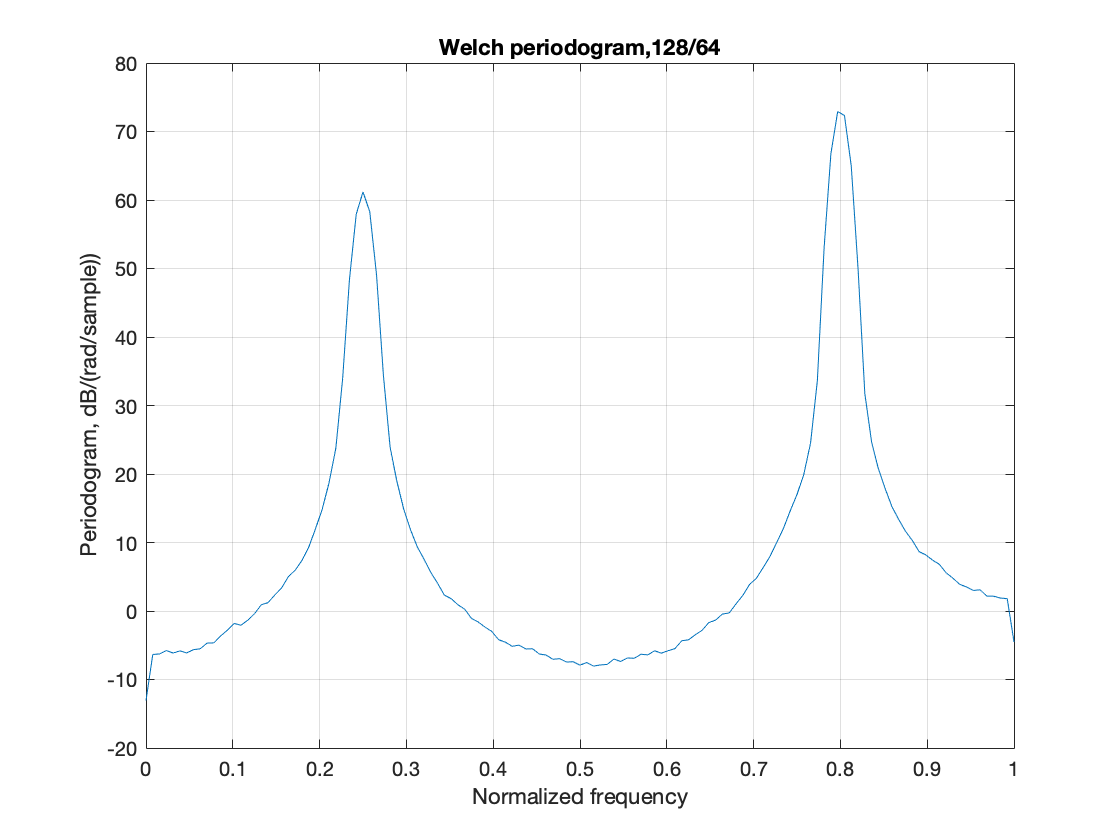 Welch periodogram,128/64
80
70
60
50
40
30
20
10
0
-10
-20
Periodogram, dB/(rad/sample))
0 0.1 0.2 0.3 0.4 0.5 0.6 0.7 0.8 0.9 1
Normalized frequency